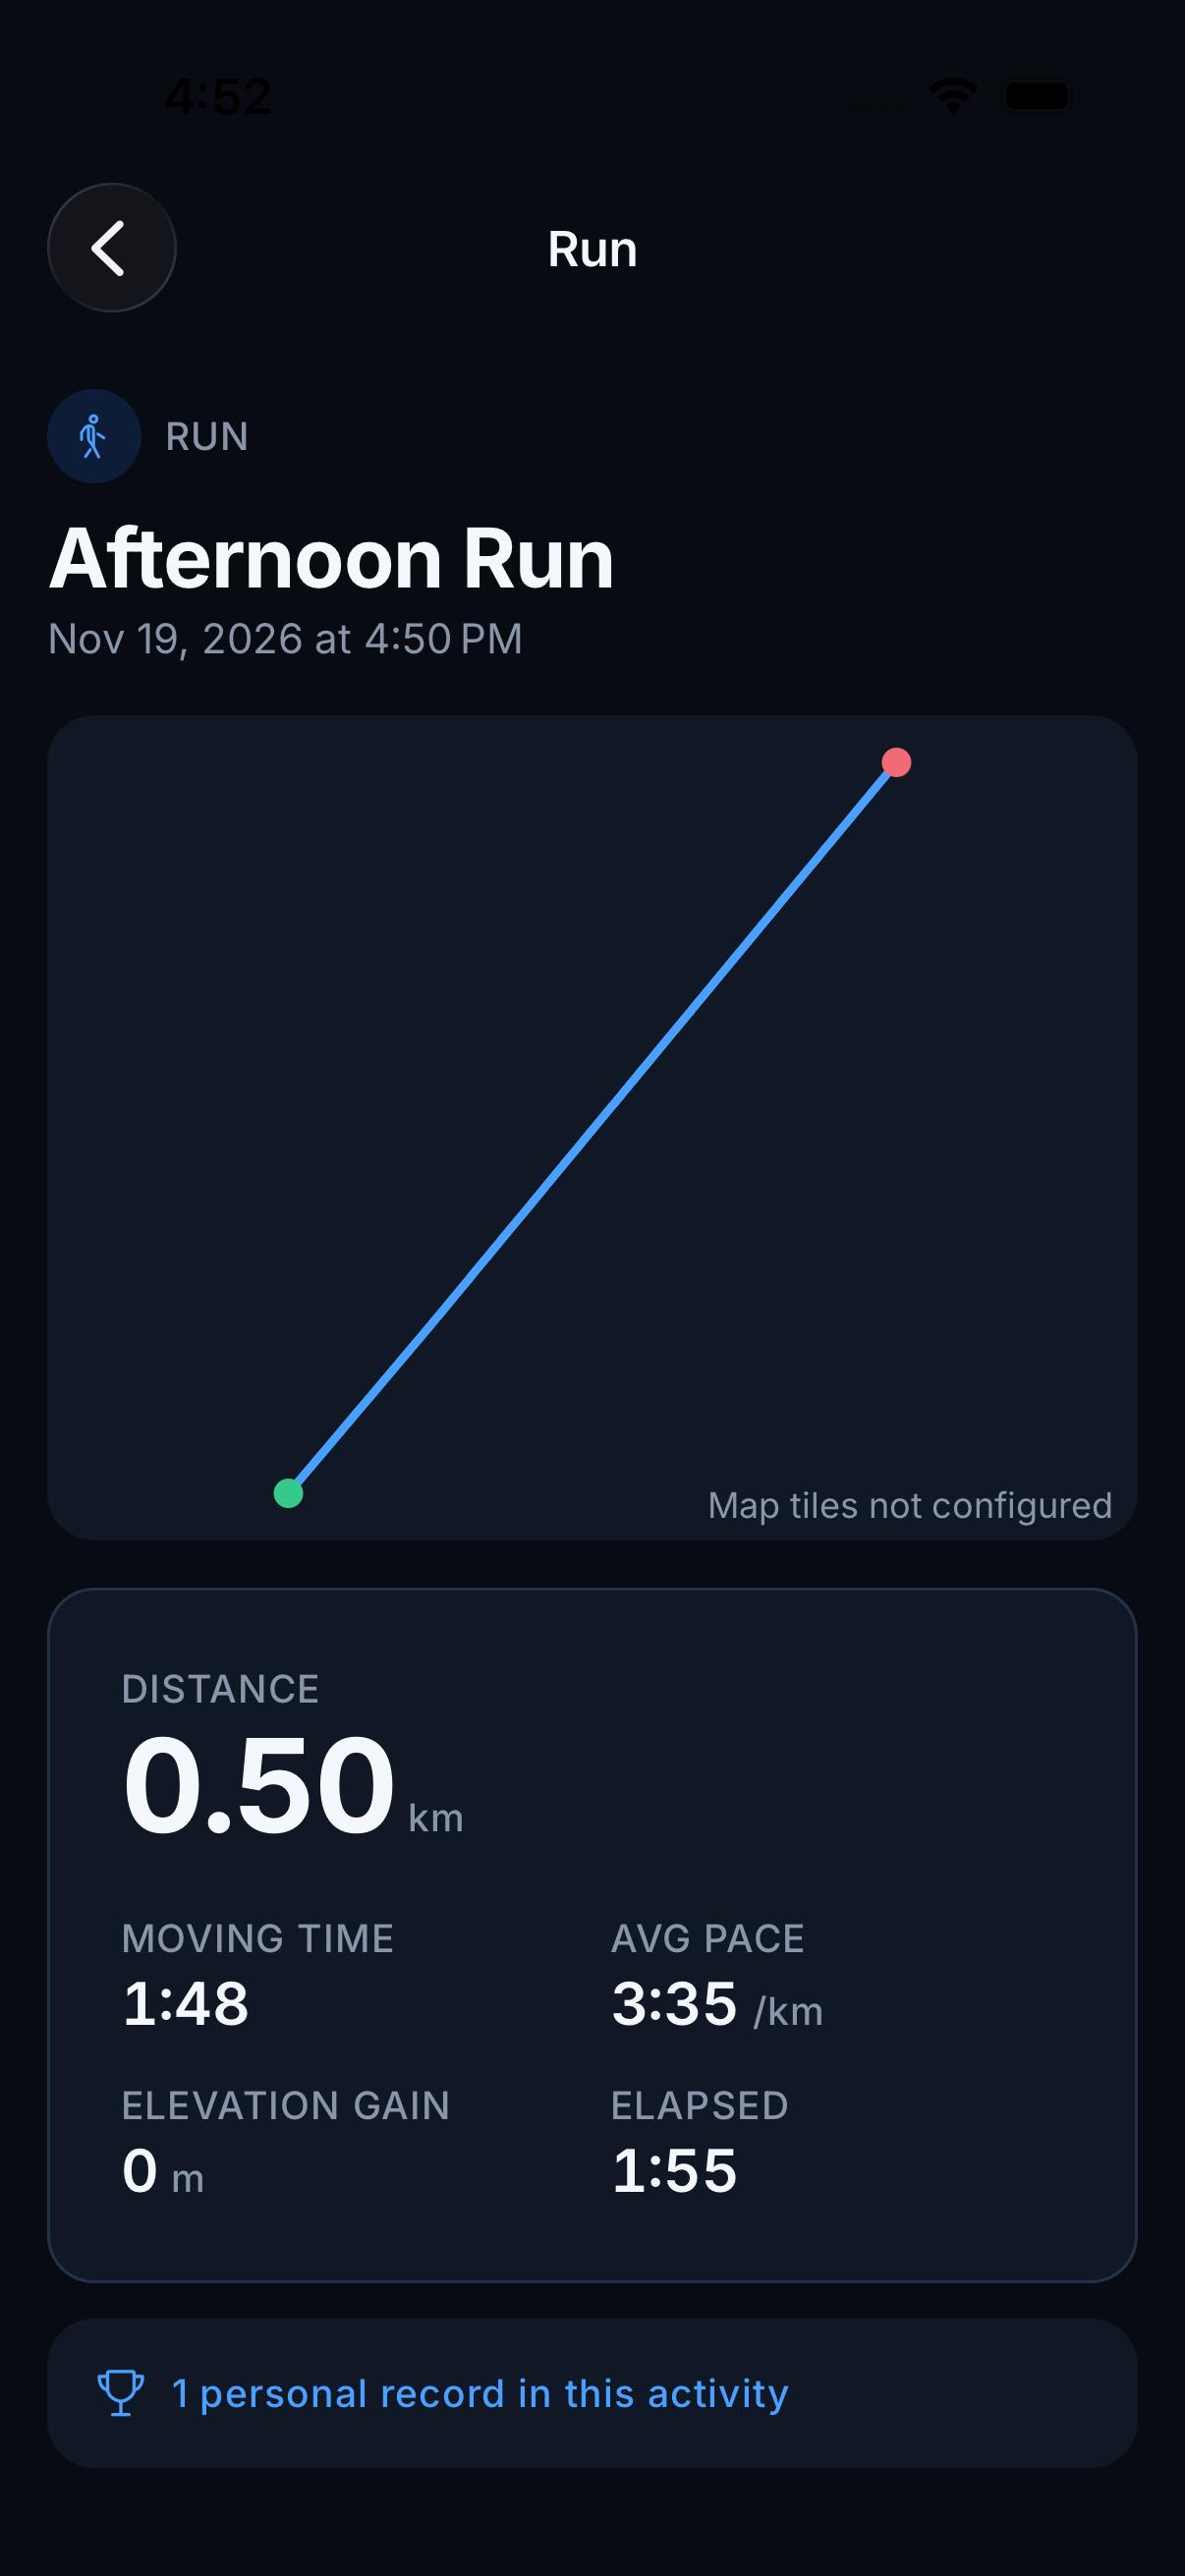 4:52
Run
RUN
Afternoon Run
Nov 19, 2026 at 4:50 PM
Map tiles not configured
DISTANCE
0.50 km
MOVING TIME
AVG PACE
1:48
3:35 /km
ELEVATION GAIN
ELAPSED
0 m
1:55
1 personal record in this activity